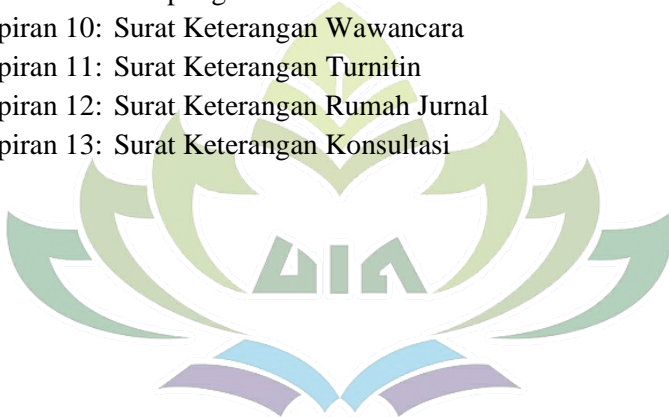 piran 10: Surat Keterangan Wawancara
piran 11: Surat Keterangan Turnitin
piran 12: Surat Keterangan Rumah Jurnal
piran 13: Surat Keterangan Konsultasi
UIN